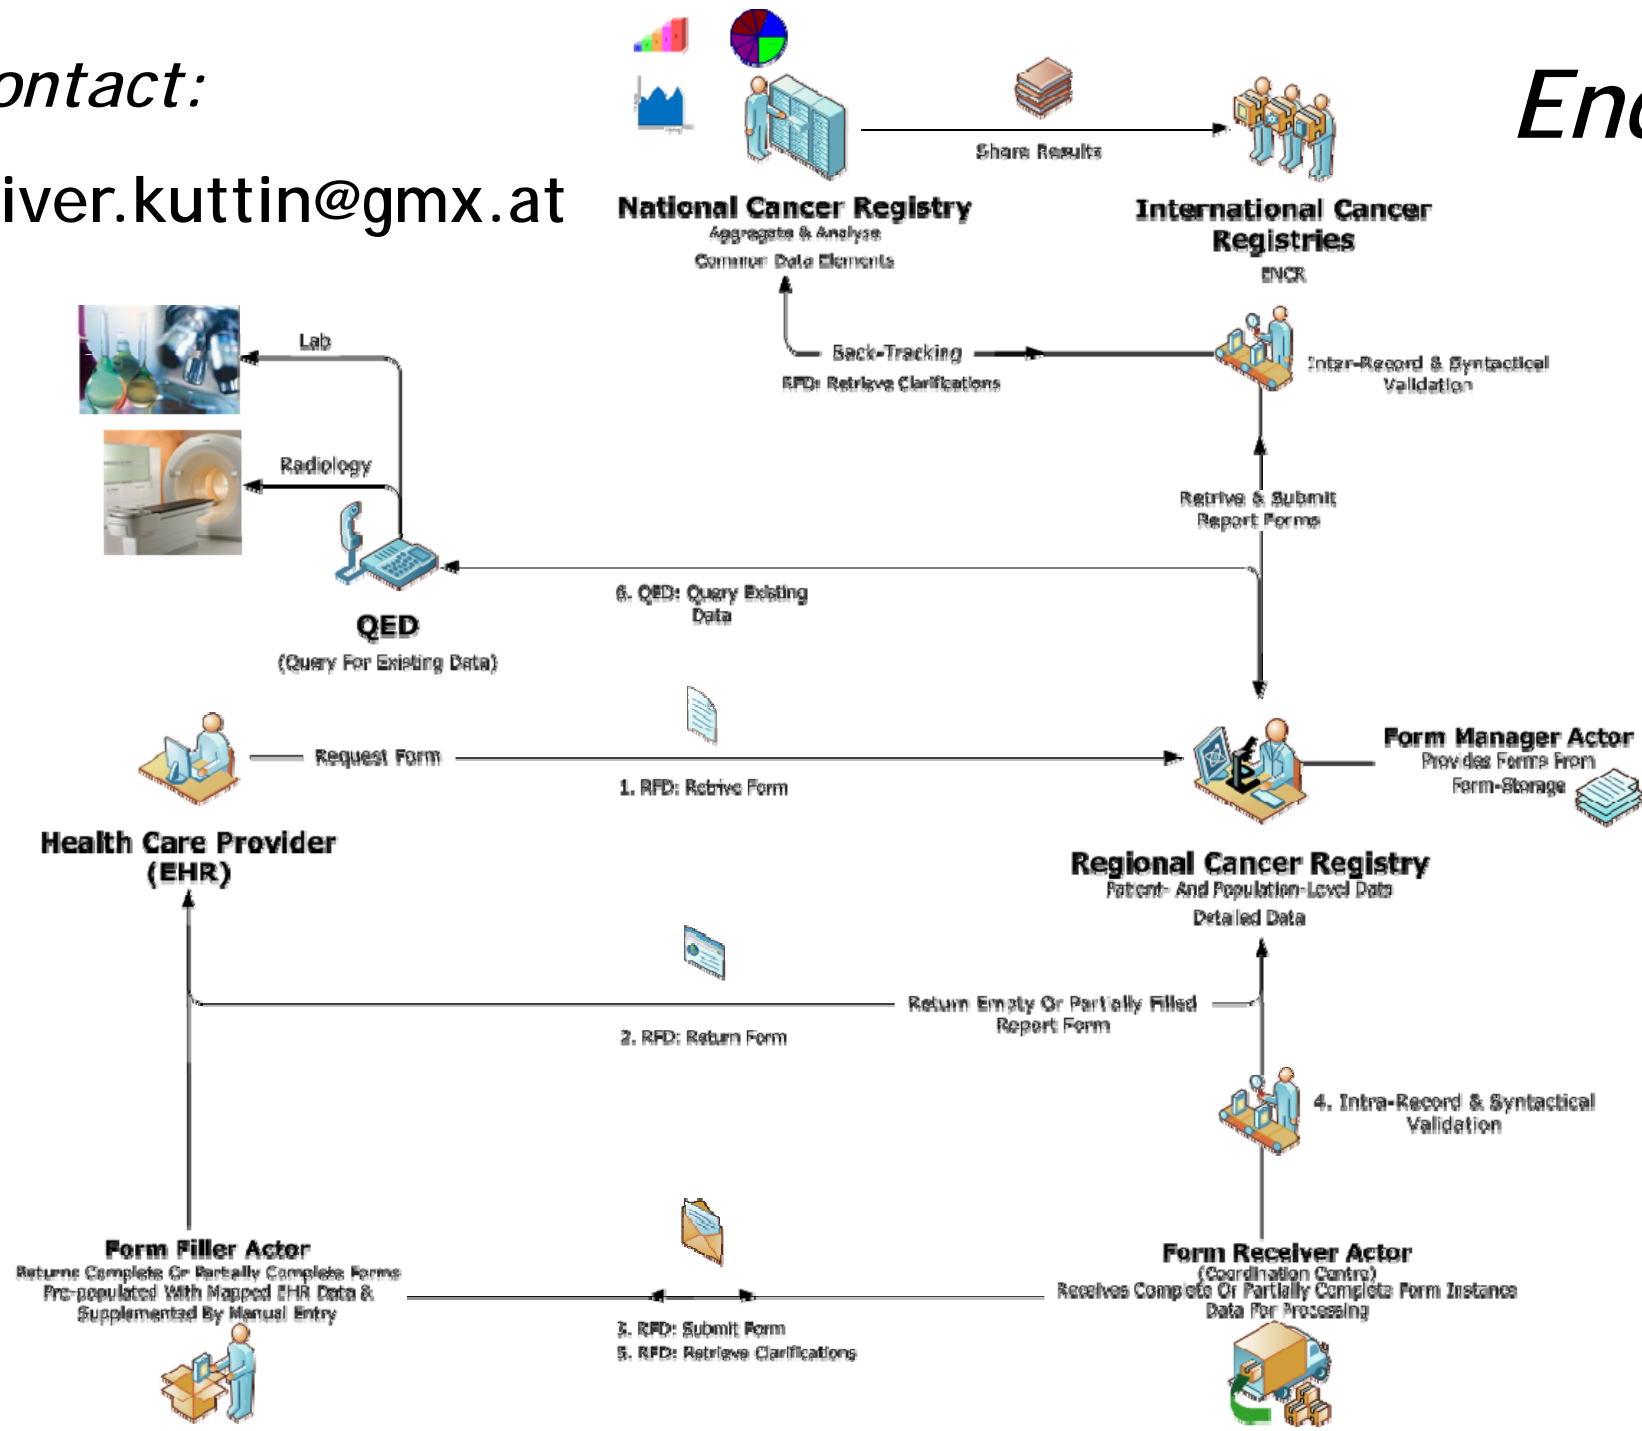 ontact:
iver.kuttin@gmx.at
Enc
Share Results
National Cancer Registry
Aggregate & Analyse
Common Data Elements
International Cancer
Registries
ENCR
Lab
Back-Tracking
RFD: Retrieve Clarifications
Inter-Record & Syntactical
Validation
Radiology
Retrive & Submit
Report Forms
6. QED: Query Existing
Data
QED
(Query For Existing Data)
Request Form
1. RFD: Retrive Form
Form Manager Actor
Provides Forms From
Form-Storage
Health Care Provider
(EHR)
Regional Cancer Registry
Patient- And Population-Level Data
Detailed Data
Return Empty Or Partially Filled
Report Form
2. RFD: Return Form
4. Intra-Record & Syntactical
Validation
Form Filler Actor
Returns Complete Or Partally Complete Forms
Pre-populated With Mapped EHR Data &
Supplemented By Manual Entry
Form Receiver Actor
(Coordination Centre)
Receives Complete Or Partially Complete Form Instance
Data For Processing
3. RFD: Submit Form
5. RFD: Retrieve Clarifications